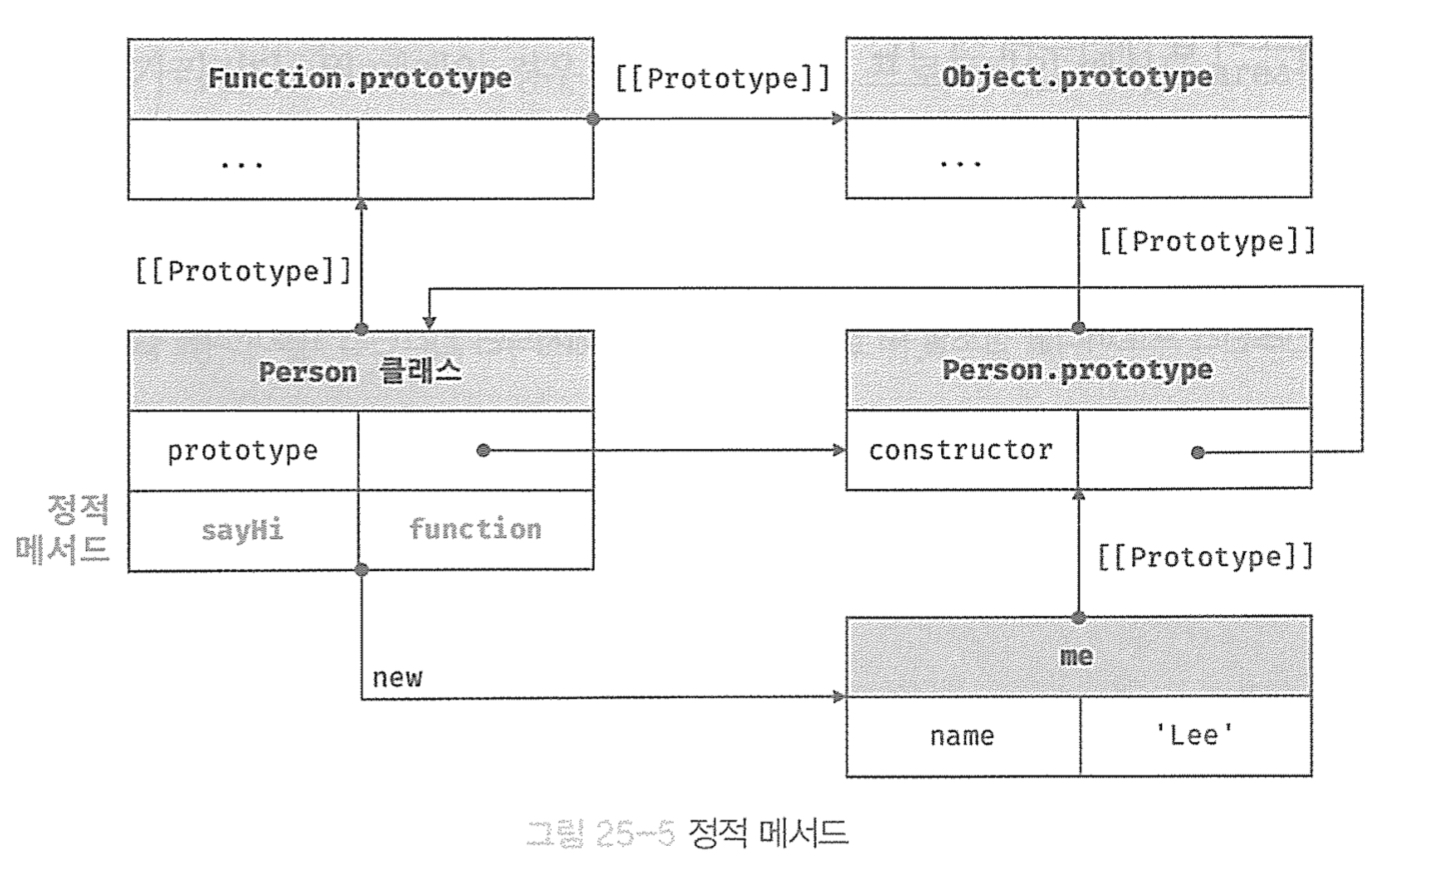 Function.prototype
[[Prototype]]
Object.prototype
...
...
[[Prototype]]
[[Prototype]]
Person 클래스
Person.prototype
prototype
constructor
정적
메서드
sayHi
function
[[Prototype]]
new
me
name
'Lee'
그림 25-5 정적 메서드